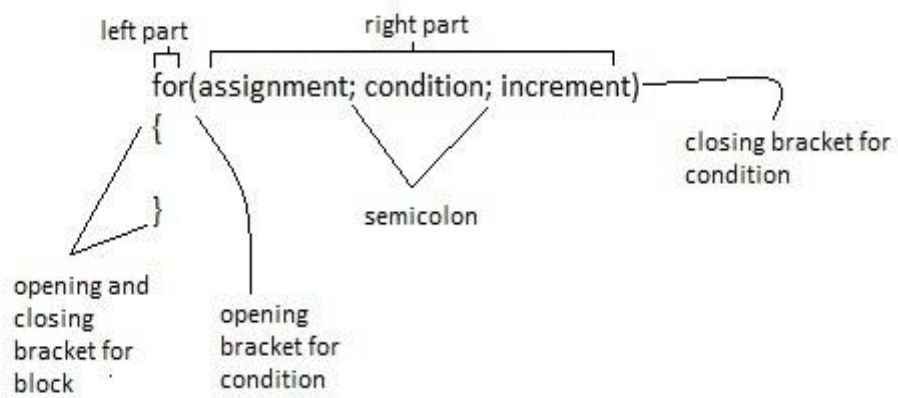 left part
right part
for(assignment; condition; increment)
{
closing bracket for
condition
}
semicolon
opening and
closing
bracket for
block
opening
bracket for
condition